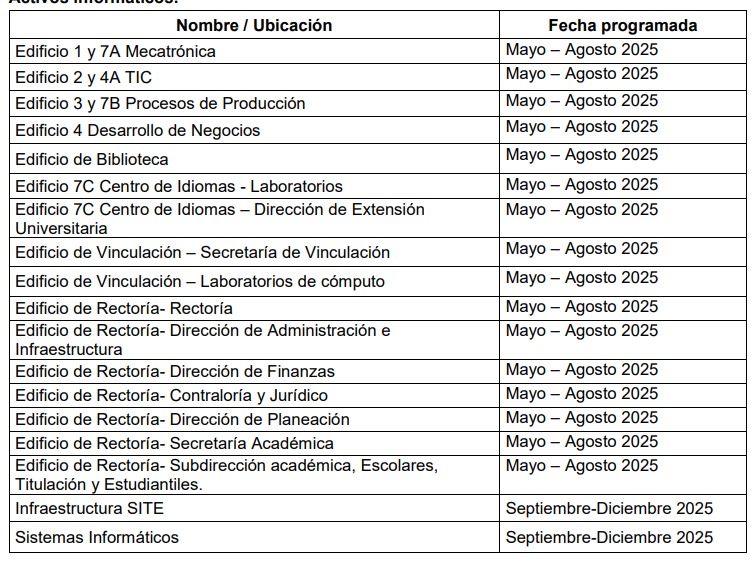 Activos Informáticos:
Nombre / Ubicación Fecha programada
Edificio 1 y 7A Mecatrónica Mayo – Agosto 2025
Edificio 2 y 4A TIC Mayo – Agosto 2025
Edificio 3 y 7B Procesos de Producción Mayo – Agosto 2025
Edificio 4 Desarrollo de Negocios Mayo – Agosto 2025
Edificio de Biblioteca Mayo – Agosto 2025
Edificio 7C Centro de Idiomas - Laboratorios Mayo – Agosto 2025
Edificio 7C Centro de Idiomas – Dirección de Extensión Mayo – Agosto 2025
Universitaria
Edificio de Vinculación – Secretaría de Vinculación Mayo – Agosto 2025
Edificio de Vinculación – Laboratorios de cómputo Mayo – Agosto 2025
Edificio de Rectoría- Rectoría Mayo – Agosto 2025
Edificio de Rectoría- Dirección de Administración e Mayo – Agosto 2025
Infraestructura
Edificio de Rectoría- Dirección de Finanzas Mayo – Agosto 2025
Edificio de Rectoría- Contraloría y Jurídico Mayo – Agosto 2025
Edificio de Rectoría- Dirección de Planeación Mayo – Agosto 2025
Edificio de Rectoría- Secretaría Académica Mayo – Agosto 2025
Edificio de Rectoría- Subdirección académica, Escolares, Mayo – Agosto 2025
Titulación y Estudiantiles.
Infraestructura SITE Septiembre-Diciembre 2025
Sistemas Informáticos Septiembre-Diciembre 2025